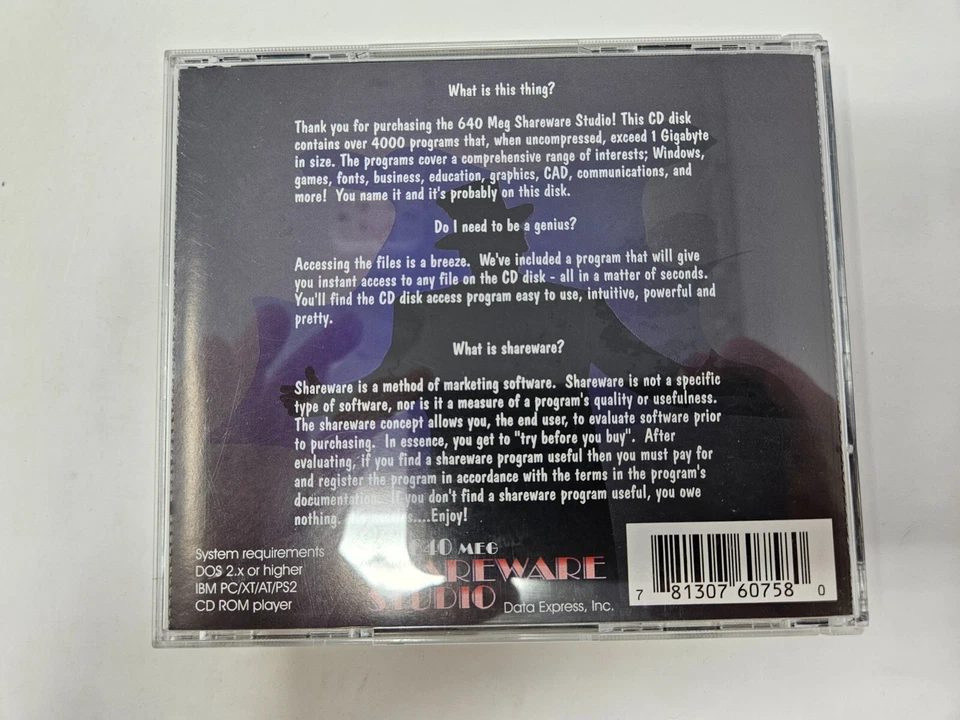 What is this thing?
Thank you for purchasing the 640 Meg Shareware Studio! This CD disk
contains over 4000 programs that, when uncompressed, exceed 1 Gigabyte
in size. The programs cover a comprehensive range of interests; Windows,
games, fonts, business, education, graphics, CAD, communications, and
more! You name it and it's probably on this disk.
Do I need to be a genius?
Accessing the files is a breeze. We've included a program that will give
you instant access to any file on the CD disk - all in a matter of seconds.
You'll find the CD disk access program easy to use, intuitive, powerful and
pretty.
What is shareware?
Shareware is a method of marketing software. Shareware is not a specific
type of software, nor is it a measure of a program's quality or usefulness.
The shareware concept allows you, the end user, to evaluate software prior
to purchasing. In essence, you get to "try before you buy". After
evaluating, if you find a shareware program useful then you must pay for
and register the program in accordance with the terms in the program's
documentation. If you don't find a shareware program useful, you owe
nothing. ....Enjoy!
System requirements
DOS 2.x or higher
IBM PC/XT/AT/PS2
CD ROM player
640 MEG
SHAREWARE
STUDIO
Data Express, Inc.
7 81307 60758 0